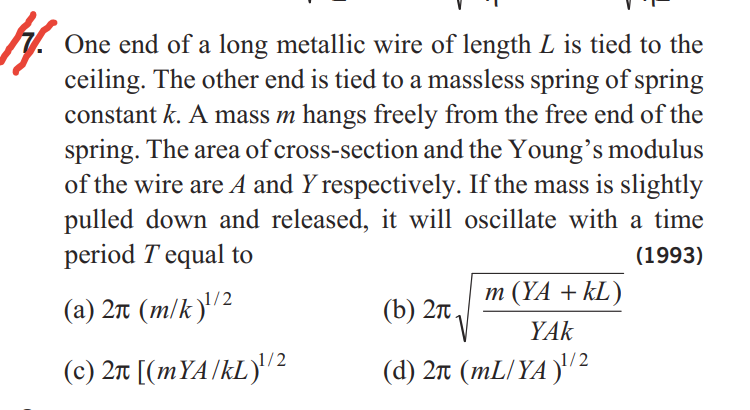 7. One end of a long metallic wire of length L is tied to the
ceiling. The other end is tied to a massless spring of spring
constant k. A mass m hangs freely from the free end of the
spring. The area of cross-section and the Young's modulus
of the wire are A and Y respectively. If the mass is slightly
pulled down and released, it will oscillate with a time
period T equal to (1993)
(a) 2π (m/k)^1/2 (b) 2π √(m (YA + kL)/YAk)
(c) 2π [(mYA/kL)^1/2 (d) 2π (mL/YA)^1/2